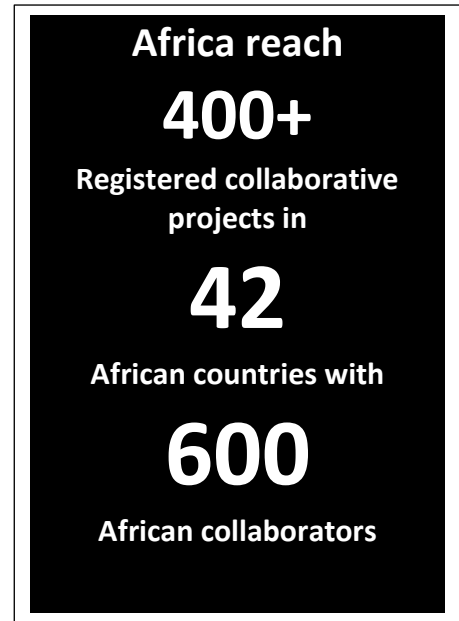 Africa reach
400+
Registered collaborative
projects in
42
African countries with
600
African collaborators